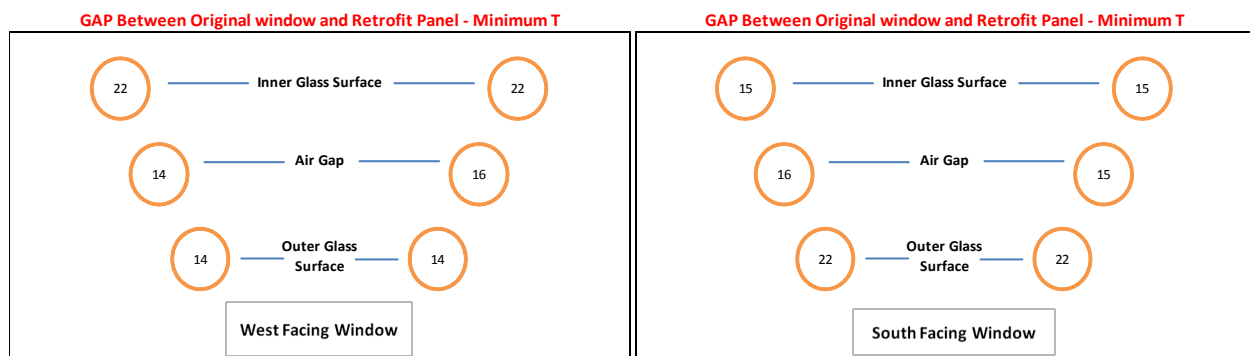 GAP Between Original window and Retrofit Panel - Minimum T
22 Inner Glass Surface 22
14 Air Gap 16
14 Outer Glass Surface 14
West Facing Window
GAP Between Original window and Retrofit Panel - Minimum T
15 Inner Glass Surface 15
16 Air Gap 15
22 Outer Glass Surface 22
South Facing Window